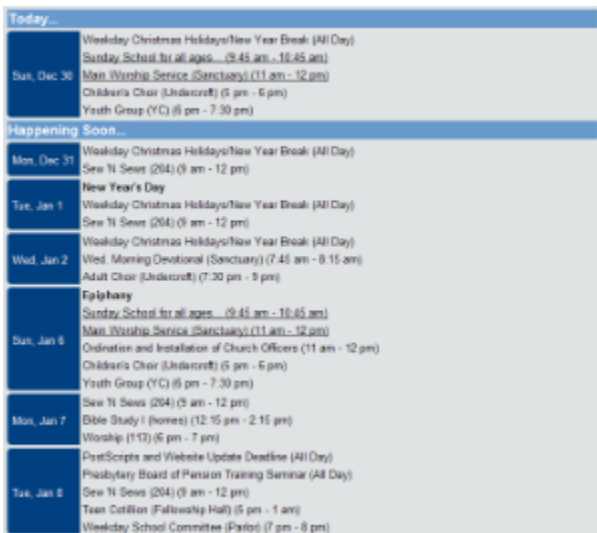 Today...
Sun, Dec 30
Weekday Christmas Holidays/New Year Break (All Day)
Sunday School for all ages... (9:45 am - 10:45 am)
Main Worship Service (Sanctuary) (11 am - 12 pm)
Children's Choir (Undercroft) (5 pm - 6 pm)
Youth Group (YC) (6 pm - 7:30 pm)
Happening Soon...
Mon, Dec 31
Weekday Christmas Holidays/New Year Break (All Day)
Sew 'N Sews (204) (9 am - 12 pm)
Tue, Jan 1
New Year's Day
Weekday Christmas Holidays/New Year Break (All Day)
Sew 'N Sews (204) (9 am - 12 pm)
Wed, Jan 2
Weekday Christmas Holidays/New Year Break (All Day)
Wed. Morning Devotional (Sanctuary) (7:45 am - 8:15 am)
Adult Choir (Undercroft) (7:30 pm - 9 pm)
Sun, Jan 6
Epiphany
Sunday School for all ages... (9:45 am - 10:45 am)
Main Worship Service (Sanctuary) (11 am - 12 pm)
Ordination and Installation of Church Officers (11 am - 12 pm)
Children's Choir (Undercroft) (5 pm - 6 pm)
Youth Group (YC) (6 pm - 7:30 pm)
Mon, Jan 7
Sew 'N Sews (204) (9 am - 12 pm)
Bible Study I (homes) (12:15 pm - 2:15 pm)
Worship (113) (6 pm - 7 pm)
Tue, Jan 8
PostScripts and Website Update Deadline (All Day)
Presbytery Board of Pension Training Seminar (All Day)
Sew 'N Sews (204) (9 am - 12 pm)
Teen Cotillion (Fellowship Hall) (5 pm - 1 am)
Weekday School Committee (Parlor) (7 pm - 8 pm)